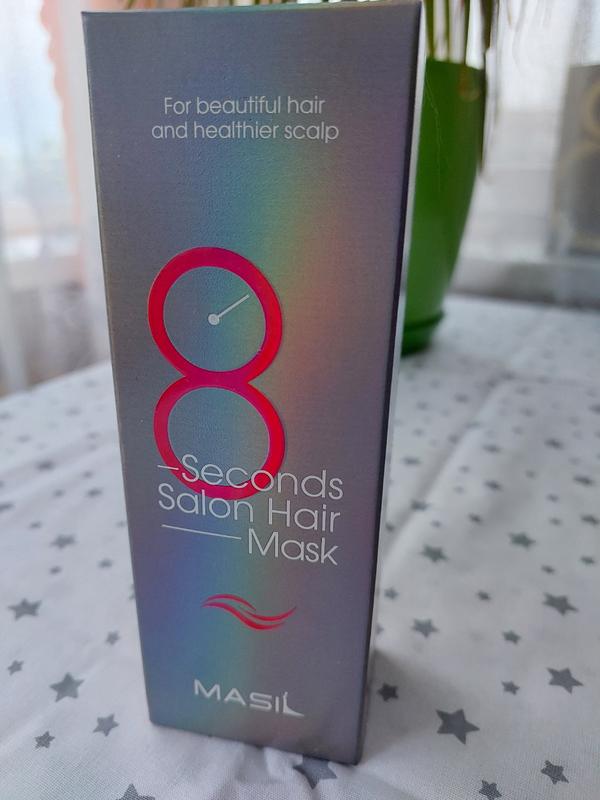 For beautiful hair
and healthier scalp
8
Seconds
Salon Hair
Mask
MASIL